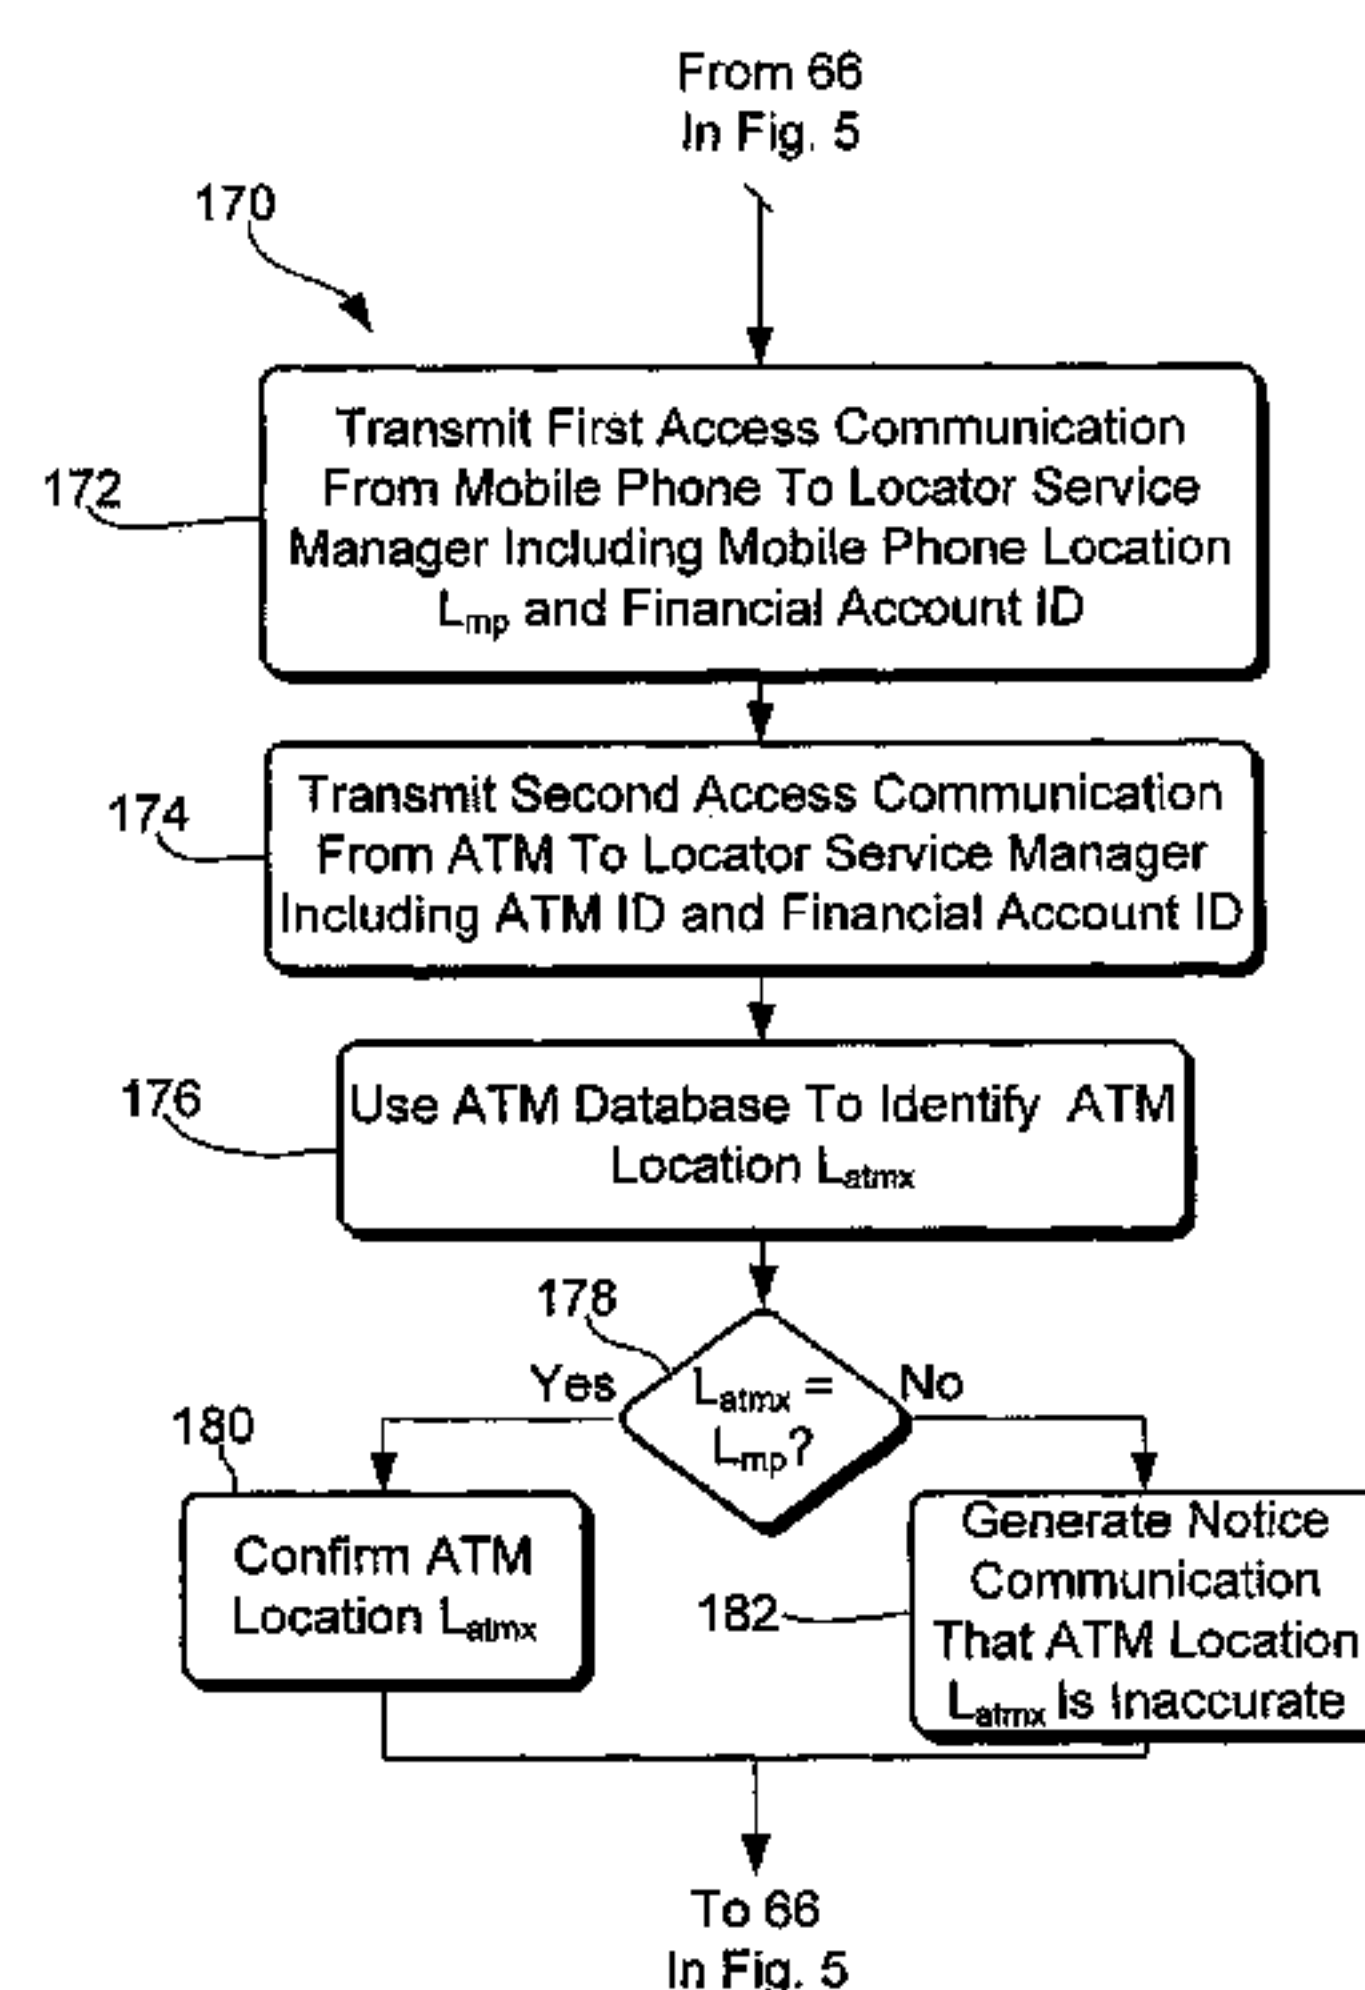 From 66
In Fig. 5
170
Transmit First Access Communication
From Mobile Phone To Locator Service
Manager Including Mobile Phone Location
Lmp and Financial Account ID
172
Transmit Second Access Communication
From ATM To Locator Service Manager
Including ATM ID and Financial Account ID
174
Use ATM Database To Identify ATM
Location Latmx
176
178
Latmx =
Lmp?
Yes
No
180
Confirm ATM
Location Latmx
Generate Notice
Communication
That ATM Location
Latmx Is Inaccurate
182
To 66
In Fig. 5